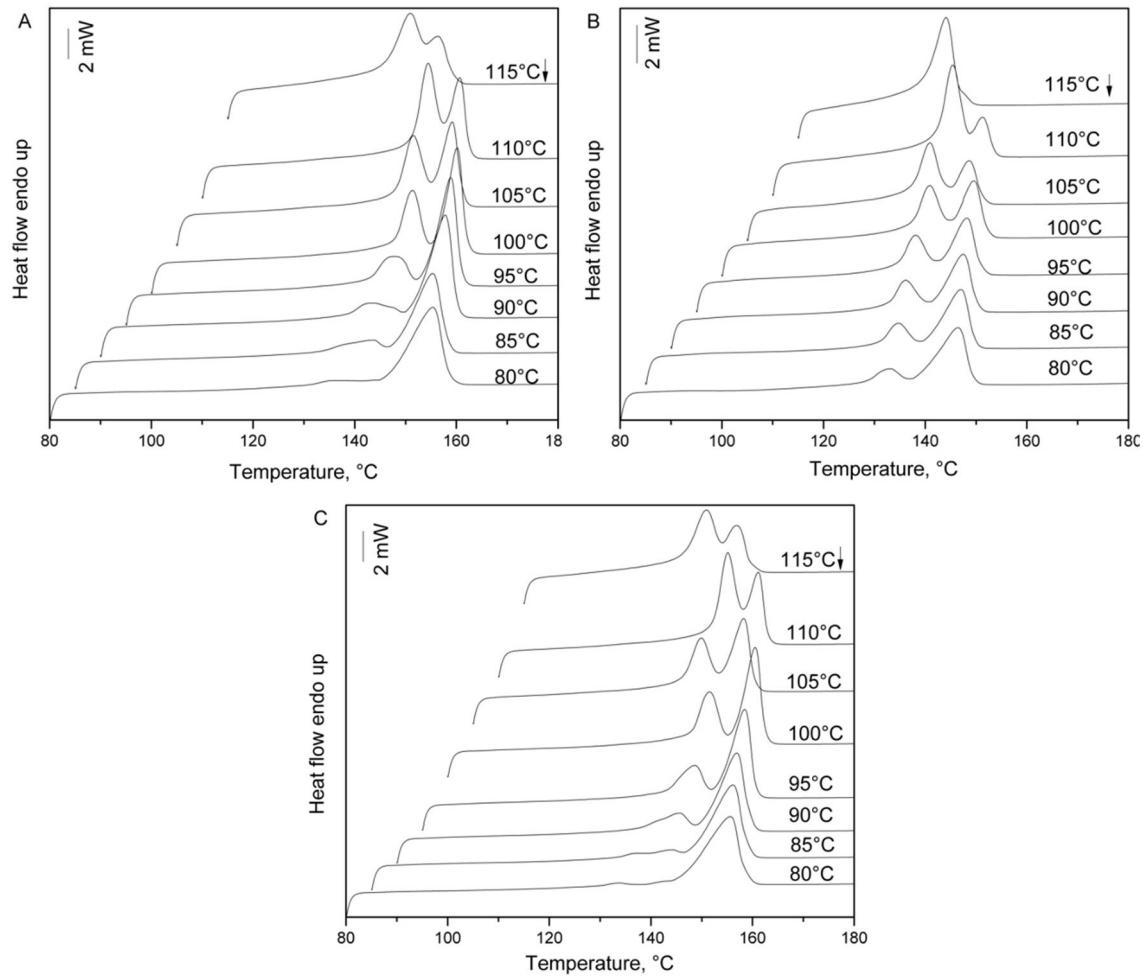 A
2 mW
115°C
110°C
105°C
100°C
95°C
90°C
85°C
80°C
Heat flow endo up
80 100 120 140 160 18
Temperature, °C
B
2 mW
115°C
110°C
105°C
100°C
95°C
90°C
85°C
80°C
Heat flow endo up
80 100 120 140 160 180
Temperature, °C
C
2 mW
115°C
110°C
105°C
100°C
95°C
90°C
85°C
80°C
Heat flow endo up
80 100 120 140 160 180
Temperature, °C